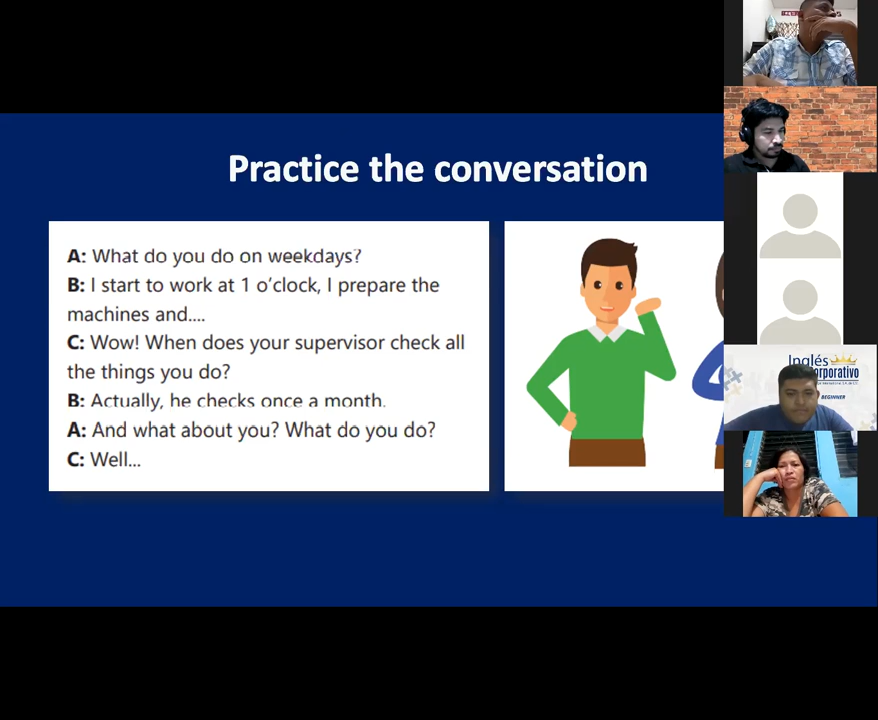 Practice the conversation
A: What do you do on weekdays?
B: I start to work at 1 o'clock, I prepare the
machines and....
C: Wow! When does your supervisor check all
the things you do?
B: Actually, he checks once a month.
A: And what about you? What do you do?
C: Well...
Inglés
orporativo
BEGINNER